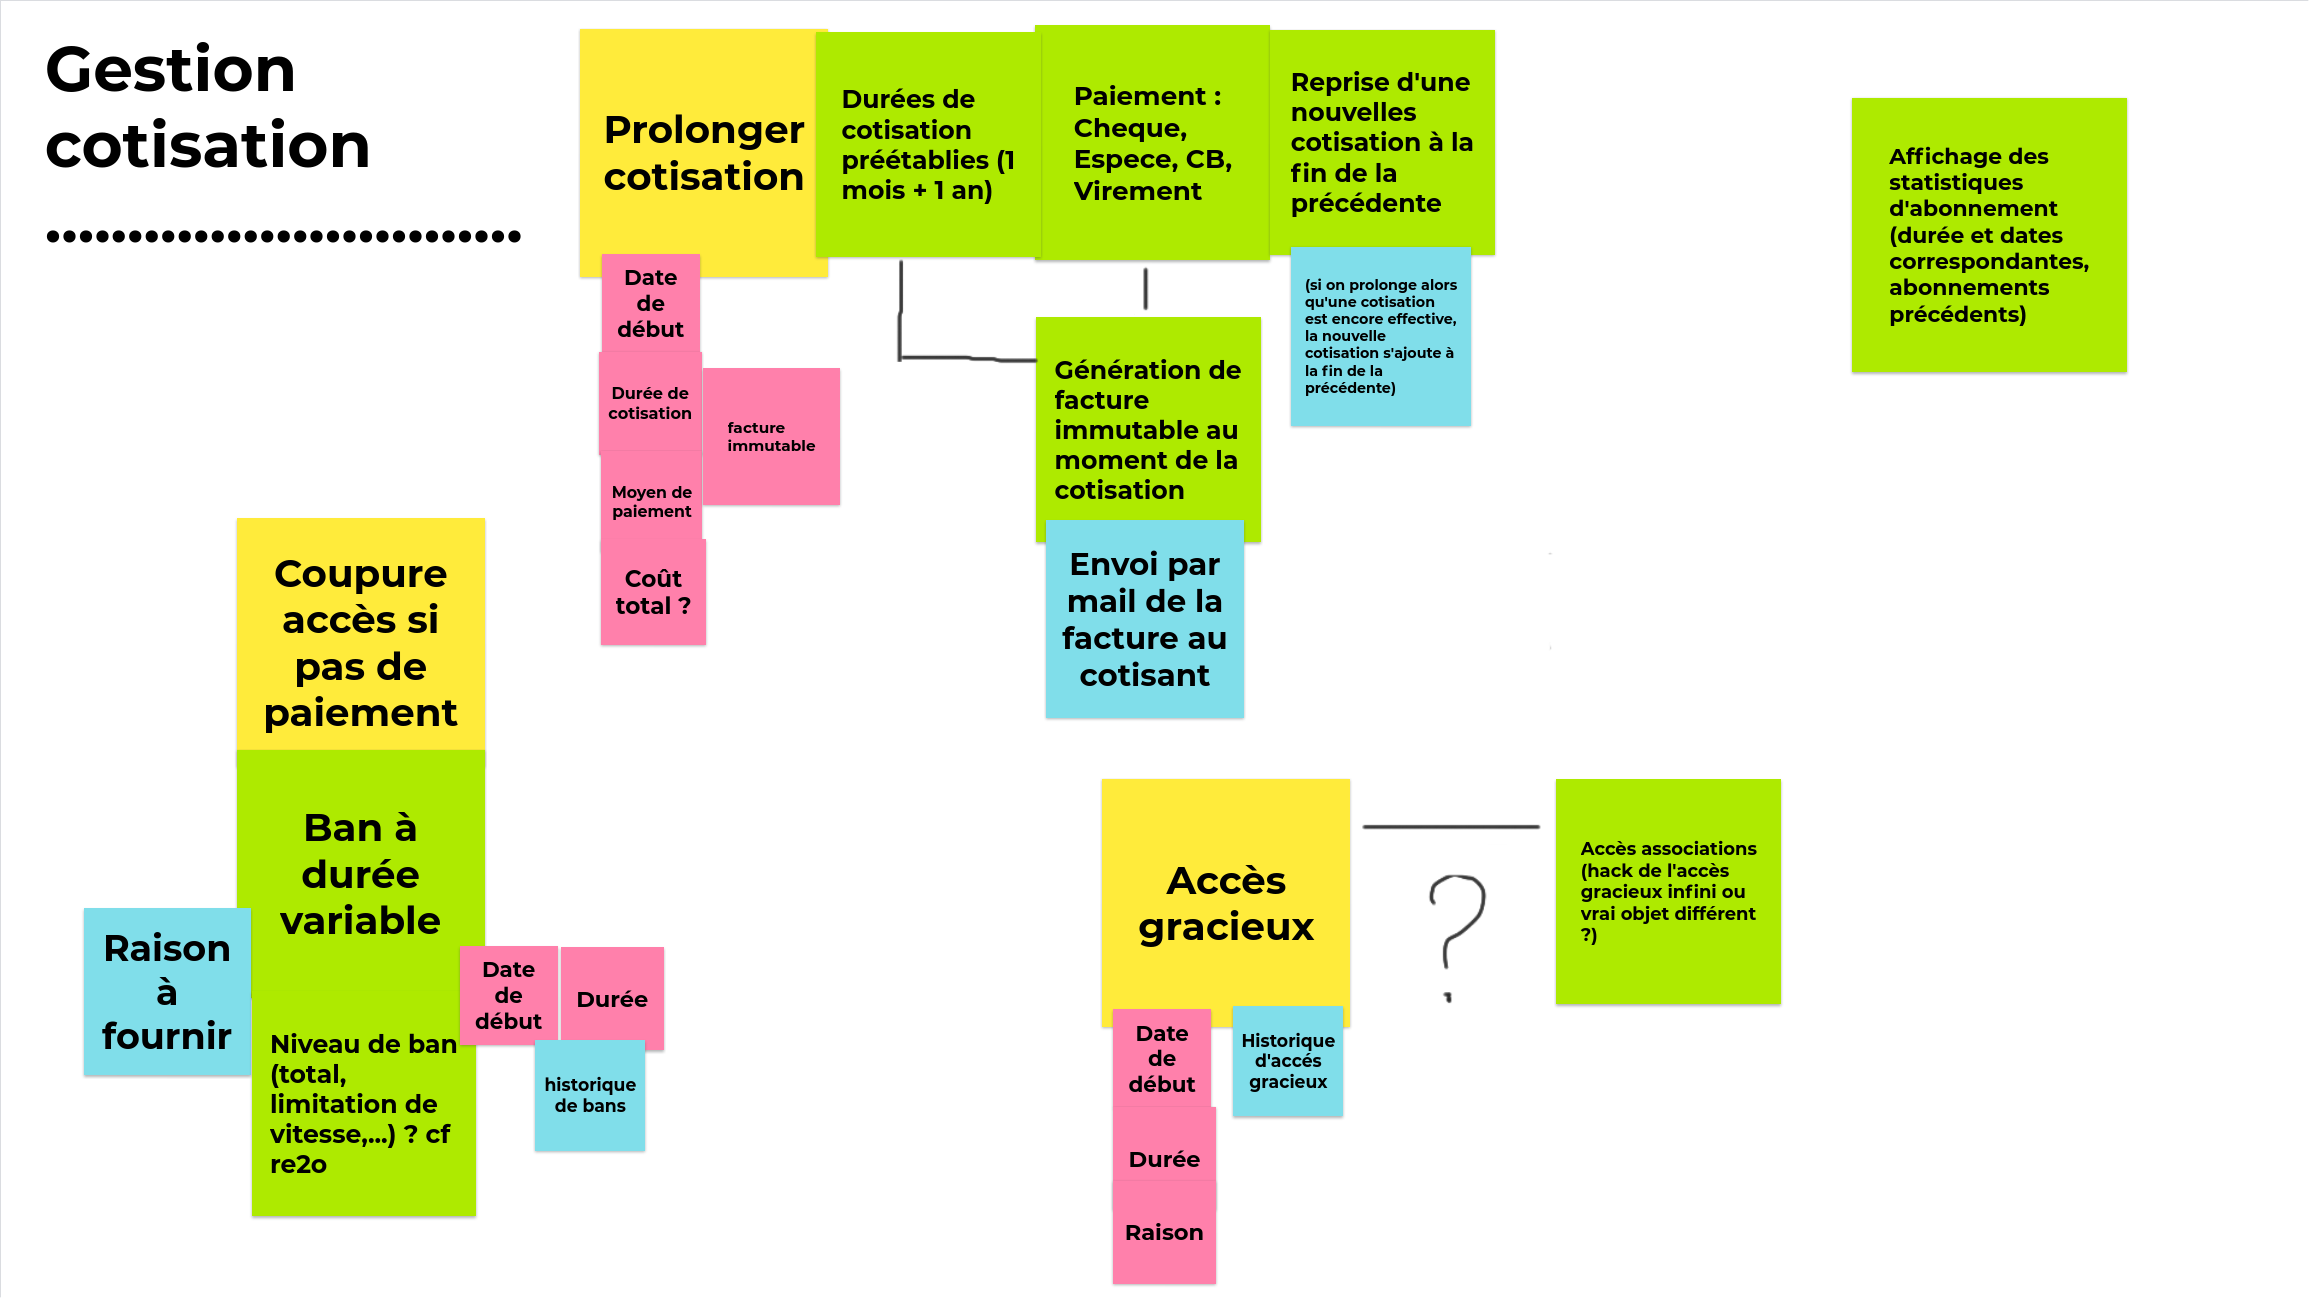 Gestion
cotisation
Prolonger
cotisation
Durées de
cotisation
préétablies (1
mois + 1 an)
Paiement :
Cheque,
Espece, CB,
Virement
Reprise d'une
nouvelles
cotisation à la
fin de la
précédente
Affichage des
statistiques
d'abonnement
(durée et dates
correspondantes,
abonnements
précédents)
Date
de
début
Durée de
cotisation
facture
immutable
Moyen de
paiement
Coût
total ?
(si on prolonge alors
qu'une cotisation
est encore effective,
la nouvelle
cotisation s'ajoute à
la fin de la
précédente)
Génération de
facture
immutable au
moment de la
cotisation
Envoi par
mail de la
facture au
cotisant
Coupure
accès si
pas de
paiement
Ban à
durée
variable
Raison
à
fournir
Niveau de ban
(total,
limitation de
vitesse,...) ? cf
re2o
Date
de
début
Durée
historique
de bans
Accès
gracieux
?
Accès associations
(hack de l'accès
gracieux infini ou
vrai objet différent
?)
Date
de
début
Historique
d'accés
gracieux
Durée
Raison